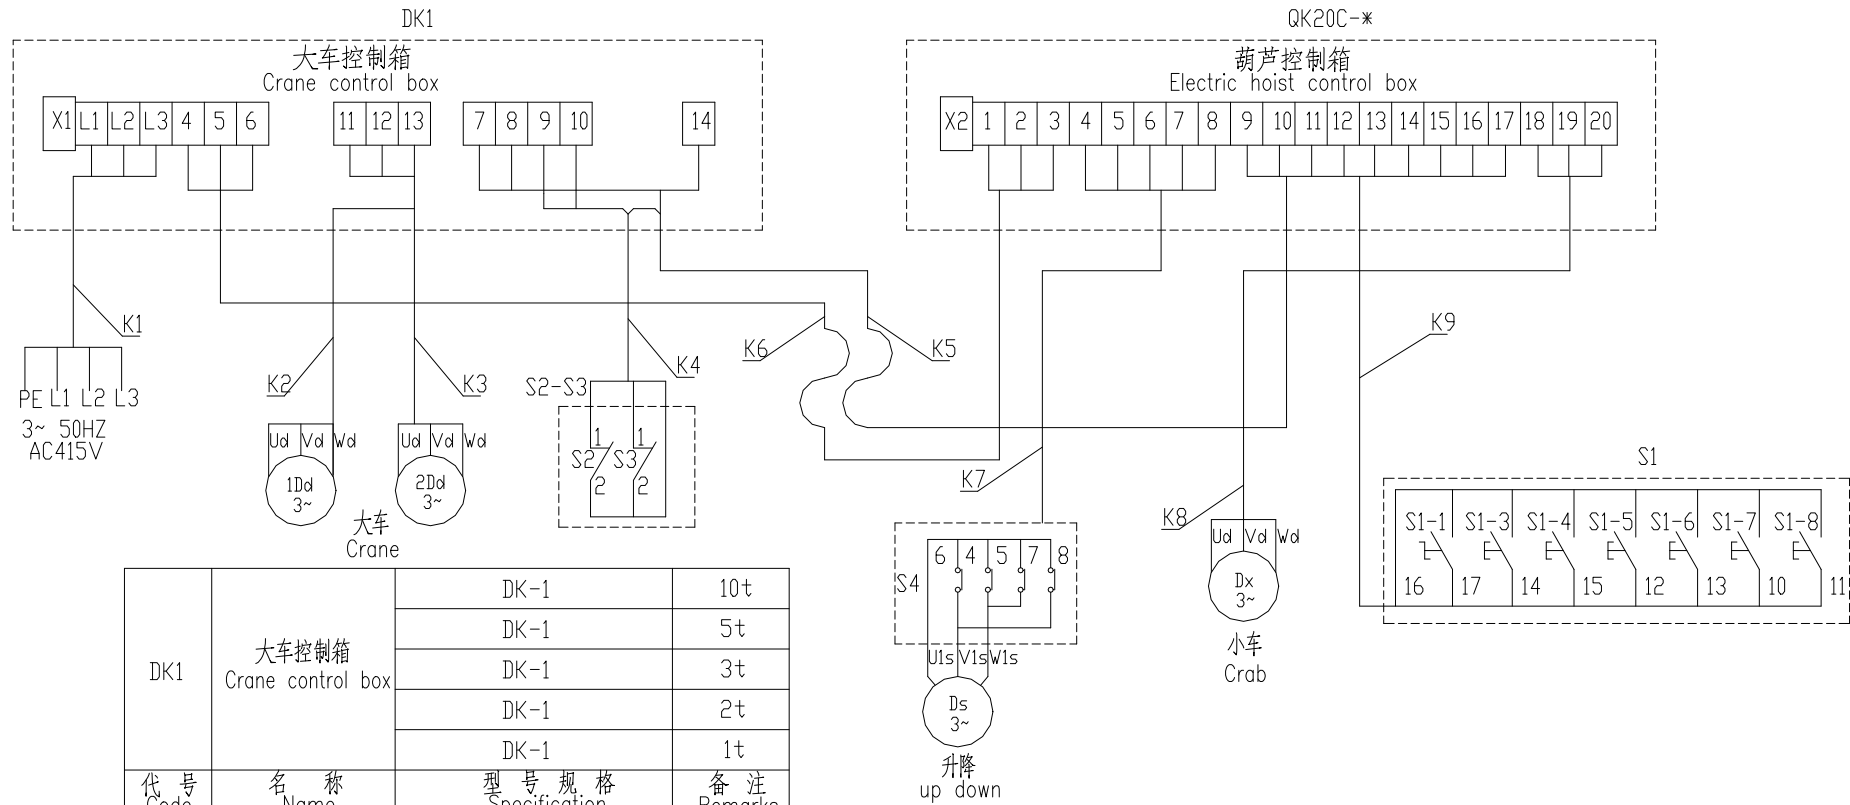 DK1
QK20C-*
大车控制箱
Crane control box
葫芦控制箱
Electric hoist control box
X1 L1 L2 L3 4 5 6 11 12 13 7 8 9 10 14
X2 1 2 3 4 5 6 7 8 9 10 11 12 13 14 15 16 17 18 19 20
K1
K2
K3
K4
K6
K5
K9
PE L1 L2 L3
3~ 50HZ
AC415V
S2-S3
Ud Vd Wd
Ud Vd Wd
1Dd
3~
2Dd
3~
大车
Crane
S2 1 2
S3 1 2
K7
K8
S1
S1-1 S1-3 S1-4 S1-5 S1-6 S1-7 S1-8
16 17 14 15 12 13 10 11
S4
6 4 5 7 8
U1s V1s W1s
Ds
3~
升降
up down
Ud Vd Wd
Dx
3~
小车
Crab
DK1
大车控制箱
Crane control box
DK-1 10t
DK-1 5t
DK-1 3t
DK-1 2t
DK-1 1t
代号 名称 型号规格 备注
Code Name Specification Remarks